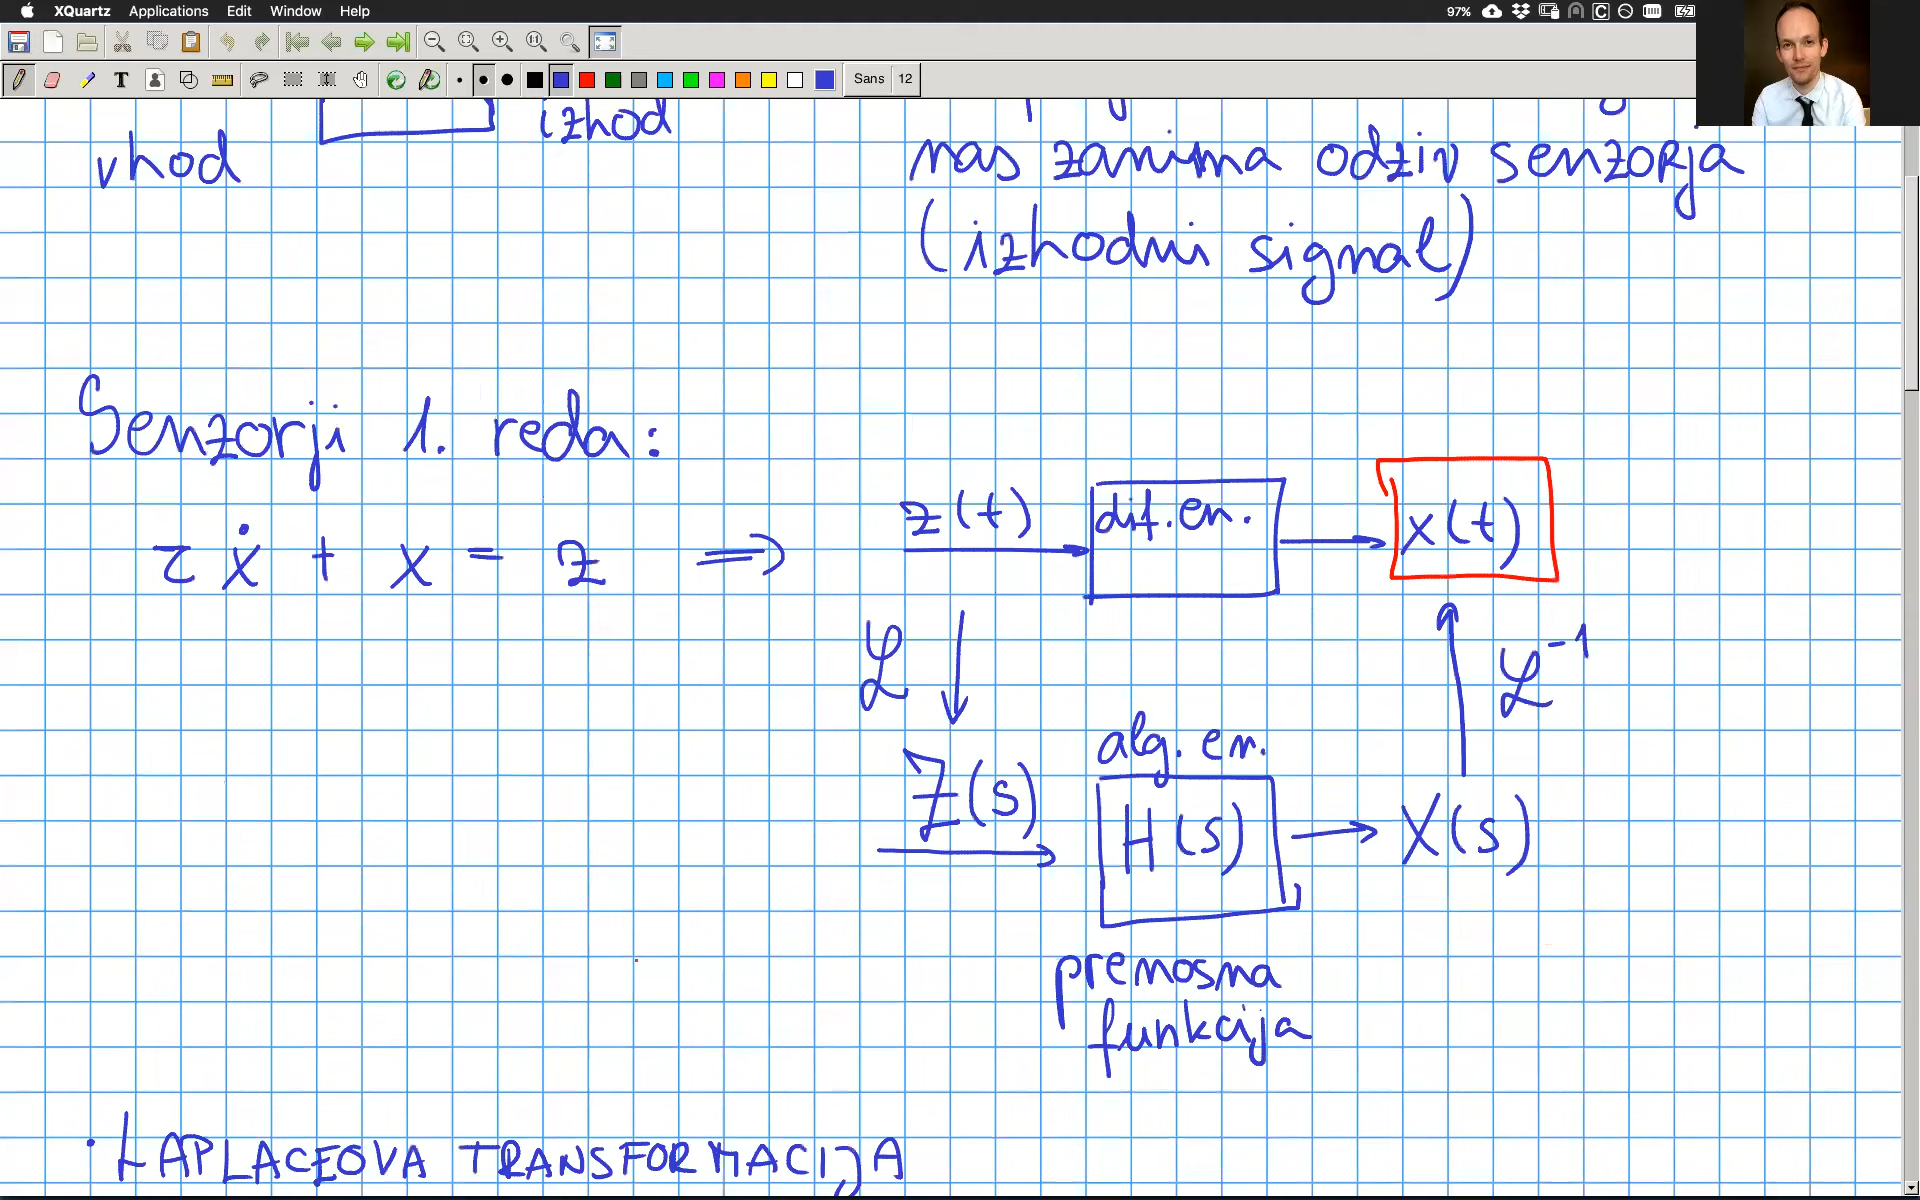 XQuartz Applications Edit Window Help
97%
Sans 12
vhod
izhod
nas zanima odziv senzorja
(izhodni signal)
Senzorji 1. reda:
τ ẋ + x = z ⇒
z(t)
dif. en.
x(t)
ℒ
ℒ⁻¹
alg. en.
Z(s)
H(s)
X(s)
prenosna
funkcija
• LAPLACEOVA TRANSFORMACIJA